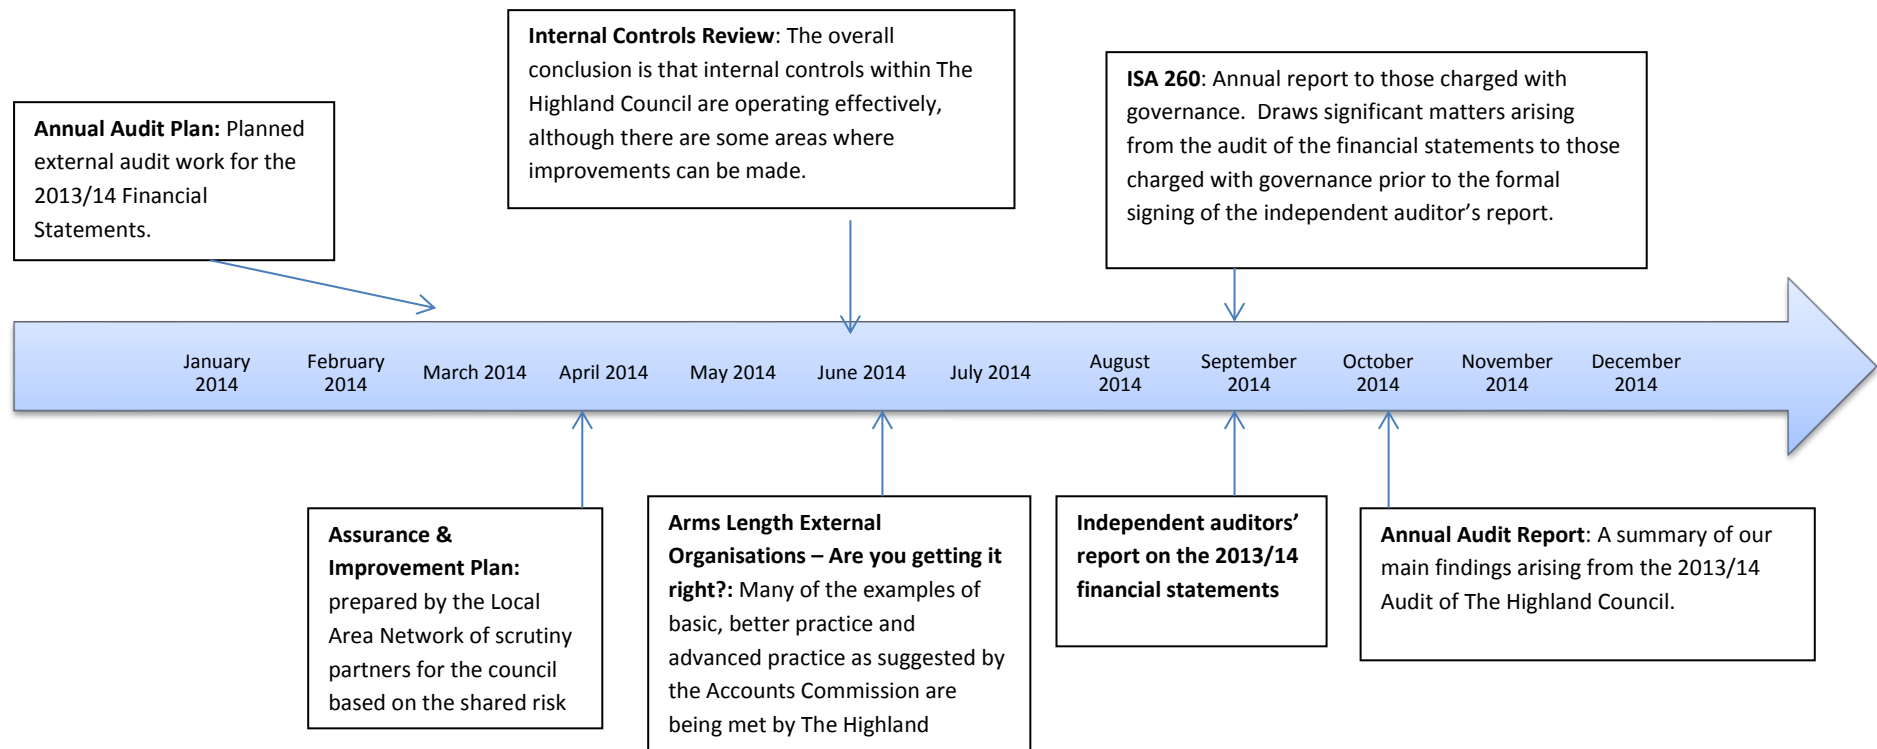 Annual Audit Plan: Planned
external audit work for the
2013/14 Financial
Statements.
Internal Controls Review: The overall
conclusion is that internal controls within The
Highland Council are operating effectively,
although there are some areas where
improvements can be made.
ISA 260: Annual report to those charged with
governance.  Draws significant matters arising
from the audit of the financial statements to those
charged with governance prior to the formal
signing of the independent auditor’s report.
January
2014
February
2014
March 2014
April 2014
May 2014
June 2014
July 2014
August
2014
September
2014
October
2014
November
2014
December
2014
Assurance &
Improvement Plan:
prepared by the Local
Area Network of scrutiny
partners for the council
based on the shared risk
Arms Length External
Organisations – Are you getting it
right?: Many of the examples of
basic, better practice and
advanced practice as suggested by
the Accounts Commission are
being met by The Highland
Independent auditors’
report on the 2013/14
financial statements
Annual Audit Report: A summary of our
main findings arising from the 2013/14
Audit of The Highland Council.